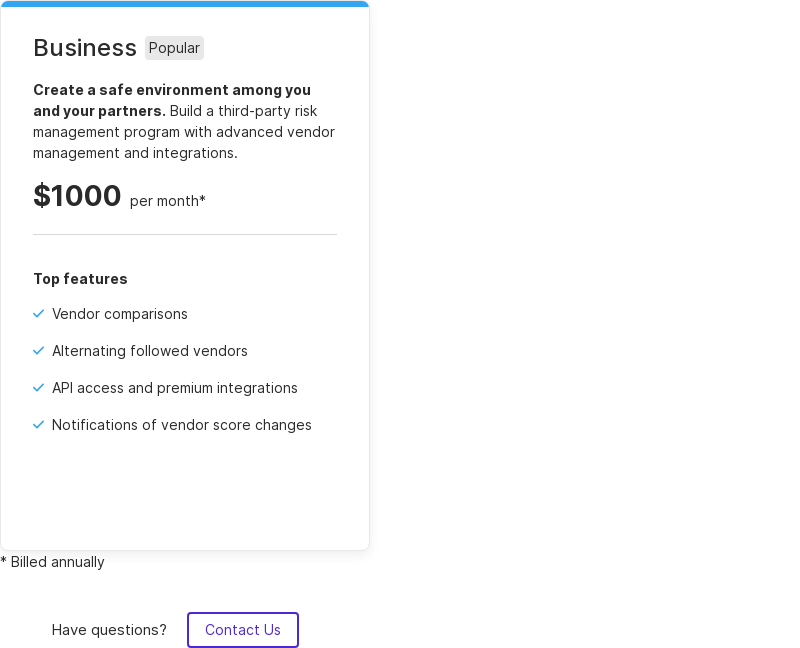 Business Popular
Create a safe environment among you
and your partners. Build a third-party risk
management program with advanced vendor
management and integrations.
$1000 per month*
Top features
Vendor comparisons
Alternating followed vendors
API access and premium integrations
Notifications of vendor score changes
* Billed annually
Have questions? Contact Us